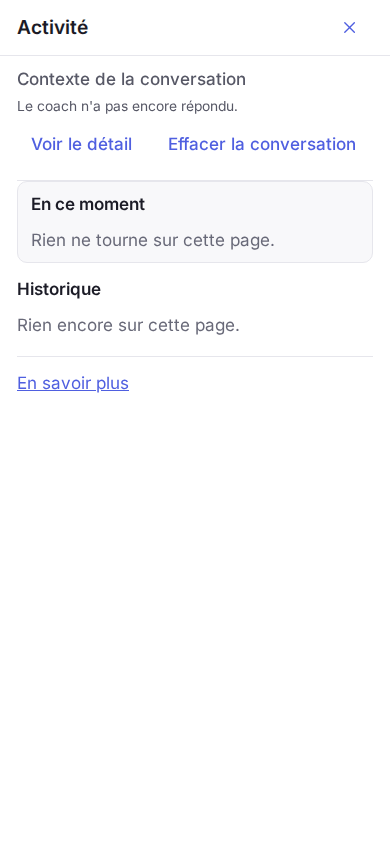 Activité
Contexte de la conversation
Le coach n'a pas encore répondu.
Voir le détail
Effacer la conversation
En ce moment
Rien ne tourne sur cette page.
Historique
Rien encore sur cette page.
En savoir plus